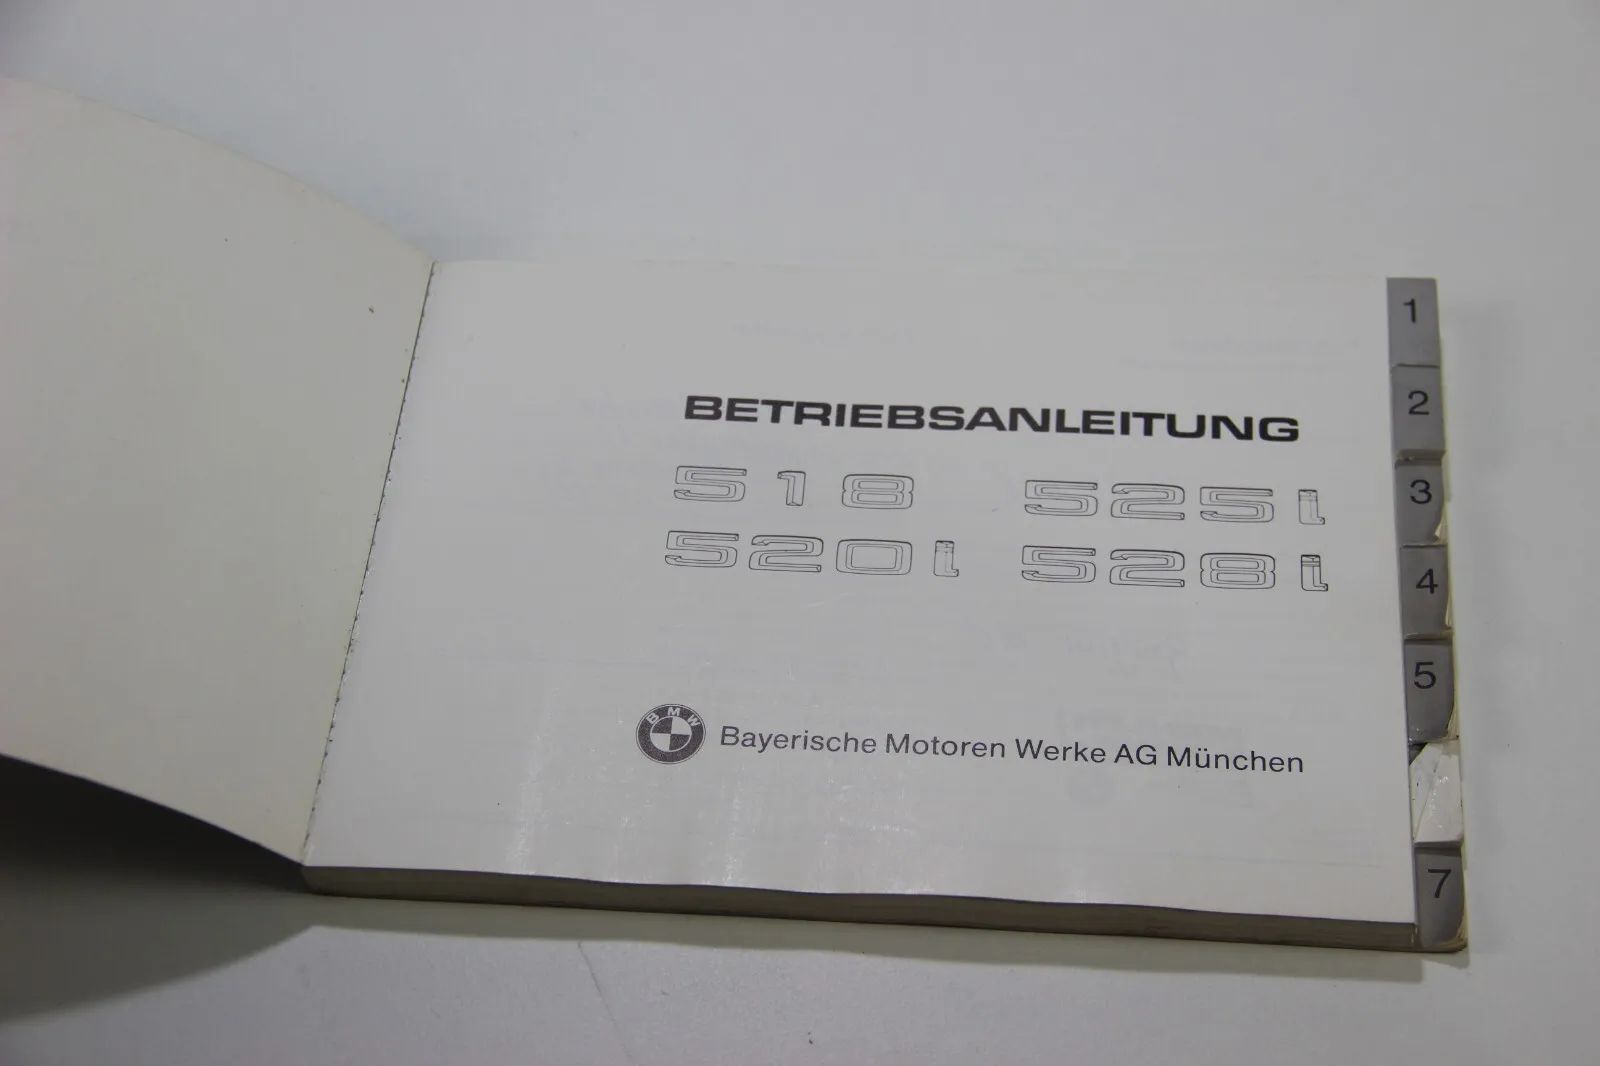 BETRIEBSANLEITUNG
518 525i
520i 528i
BMW Bayerische Motoren Werke AG München
1
2
3
4
5
7